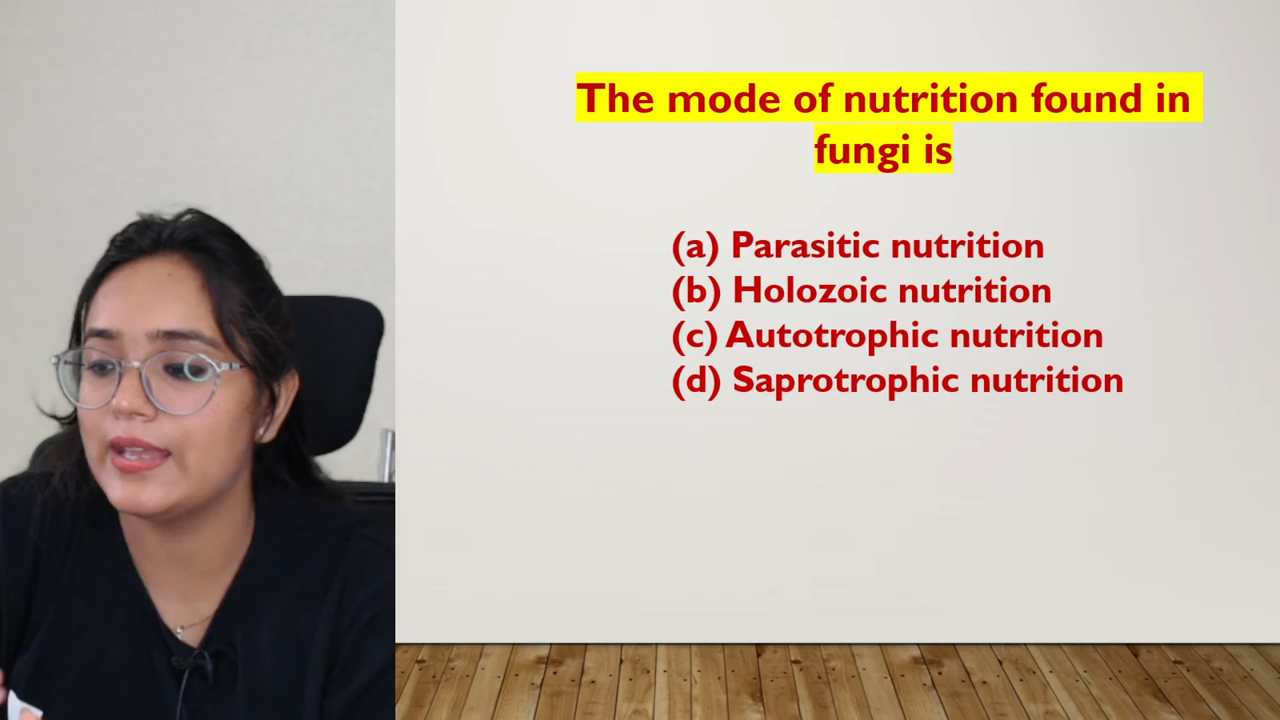 The mode of nutrition found in
fungi is
(a) Parasitic nutrition
(b) Holozoic nutrition
(c) Autotrophic nutrition
(d) Saprotrophic nutrition